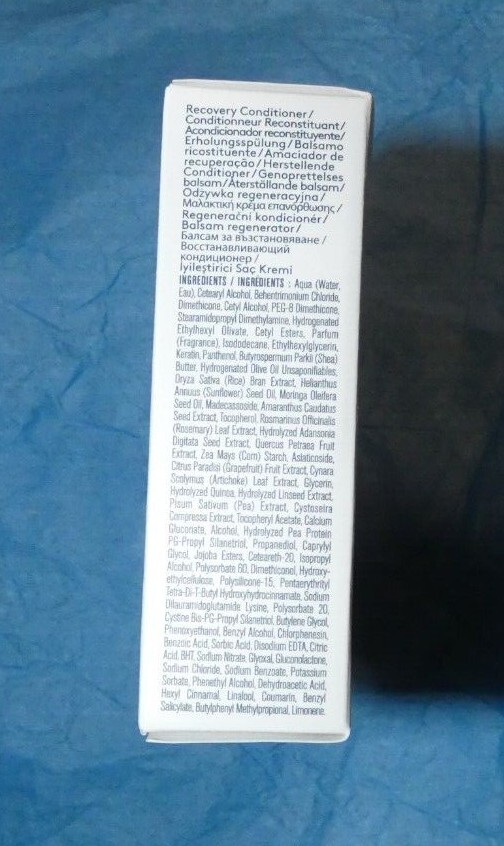 Recovery Conditioner/
Conditionneur Reconstituant/
Acondicionador reconstituyente/
Erholungsspülung/Balsamo
ricostituente/Amaciador de
recuperação/Herstellende
Conditioner/Genoprettelses
balsam/Återställande balsam/
Odżywka regeneracyjna/
Μαλακτική κρέμα επανόρθωσης/
Regenerační kondicionér/
Balsam regenerator/
Балсам за възстановяване/
Восстанавливающий
кондиционер/
İyileştirici Saç Kremi
INGREDIENTS / INGRÉDIENTS : Aqua (Water,
Eau), Cetearyl Alcohol, Behentrimonium Chloride,
Dimethicone, Cetyl Alcohol, PEG-8 Dimethicone,
Stearamidopropyl Dimethylamine, Hydrogenated
Ethylhexyl Olivate, Cetyl Esters, Parfum
(Fragrance), Isododecane, Ethylhexylglycerin,
Keratin, Panthenol, Butyrospermum Parkii (Shea)
Butter, Hydrogenated Olive Oil Unsaponifiables,
Oryza Sativa (Rice) Bran Extract, Helianthus
Annuus (Sunflower) Seed Oil, Moringa Oleifera
Seed Oil, Madecassoside, Amaranthus Caudatus
Seed Extract, Tocopherol, Rosmarinus Officinalis
(Rosemary) Leaf Extract, Hydrolyzed Adansonia
Digitata Seed Extract, Quercus Petraea Fruit
Extract, Zea Mays (Corn) Starch, Asiaticoside,
Citrus Paradisi (Grapefruit) Fruit Extract, Cynara
Scolymus (Artichoke) Leaf Extract, Glycerin,
Hydrolyzed Quinoa, Hydrolyzed Linseed Extract,
Pisum Sativum (Pea) Extract, Cystoseira
Compressa Extract, Tocopheryl Acetate, Calcium
Gluconate, Alcohol, Hydrolyzed Pea Protein
PG-Propyl Silanetriol, Propanediol, Caprylyl
Glycol, Jojoba Esters, Ceteareth-20, Isopropyl
Alcohol, Polysorbate 60, Dimethiconol, Hydroxy-
ethylcellulose, Polysilicone-15, Pentaerythrityl
Tetra-Di-T-Butyl Hydroxyhydrocinnamate, Sodium
Dilauramidoglutamide Lysine, Polysorbate 20,
Cystine Bis-PG-Propyl Silanetriol, Butylene Glycol,
Phenoxyethanol, Benzyl Alcohol, Chlorphenesin,
Benzoic Acid, Sorbic Acid, Disodium EDTA, Citric
Acid, BHT, Sodium Nitrate, Glyoxal, Gluconolactone,
Sodium Chloride, Sodium Benzoate, Potassium
Sorbate, Phenethyl Alcohol, Dehydroacetic Acid,
Hexyl Cinnamal, Linalool, Coumarin, Benzyl
Salicylate, Butylphenyl Methylpropional, Limonene.